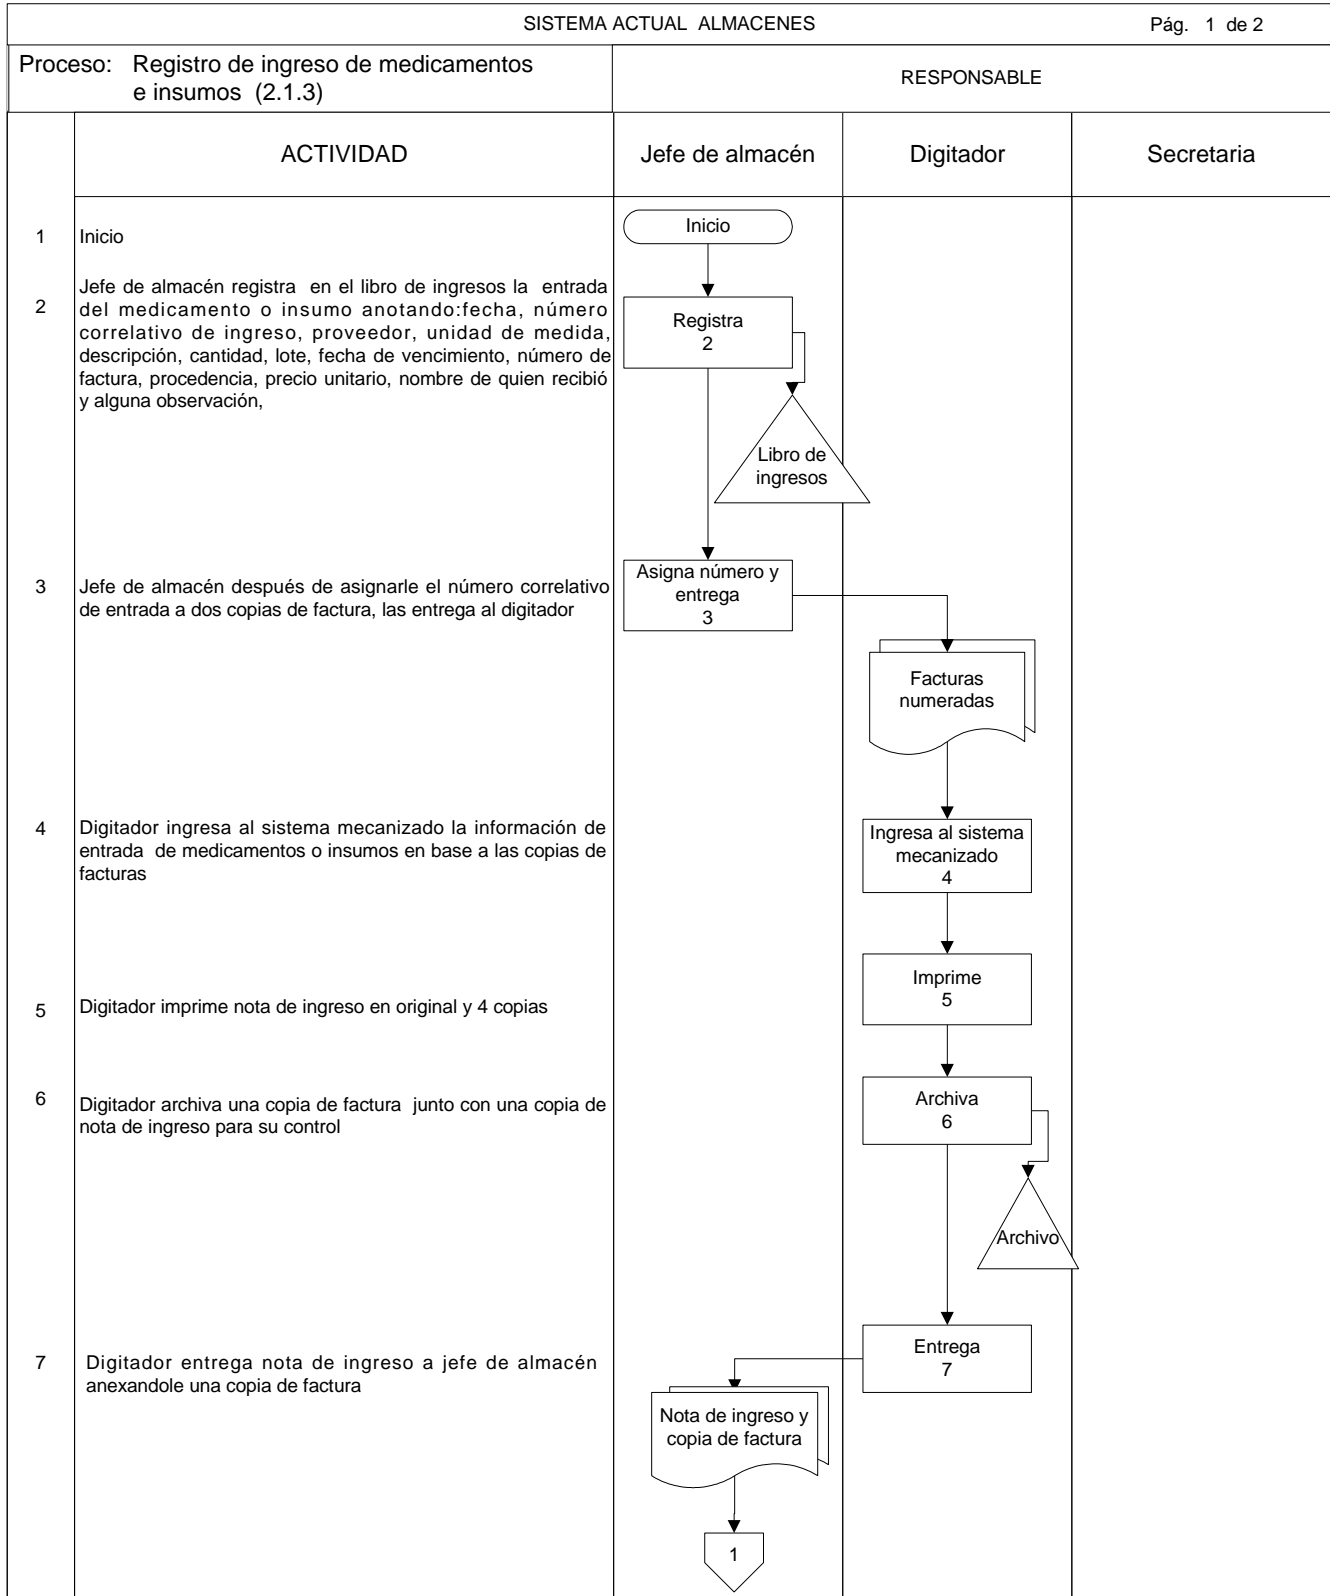 SISTEMA ACTUAL ALMACENES
Pág. 1 de 2
Proceso: Registro de ingreso de medicamentos
e insumos (2.1.3)
RESPONSABLE
ACTIVIDAD
Jefe de almacén
Digitador
Secretaria
1
Inicio
Inicio
2
Jefe de almacén registra en el libro de ingresos la entrada
del medicamento o insumo anotando:fecha, número
correlativo de ingreso, proveedor, unidad de medida,
descripción, cantidad, lote, fecha de vencimiento, número de
factura, procedencia, precio unitario, nombre de quien recibió
y alguna observación,
Registra
2
Libro de
ingresos
3
Jefe de almacén después de asignarle el número correlativo
de entrada a dos copias de factura, las entrega al digitador
Asigna número y
entrega
3
Facturas
numeradas
4
Digitador ingresa al sistema mecanizado la información de
entrada de medicamentos o insumos en base a las copias de
facturas
Ingresa al sistema
mecanizado
4
5
Digitador imprime nota de ingreso en original y 4 copias
Imprime
5
6
Digitador archiva una copia de factura junto con una copia de
nota de ingreso para su control
Archiva
6
Archivo
7
Digitador entrega nota de ingreso a jefe de almacén
anexandole una copia de factura
Entrega
7
Nota de ingreso y
copia de factura
1